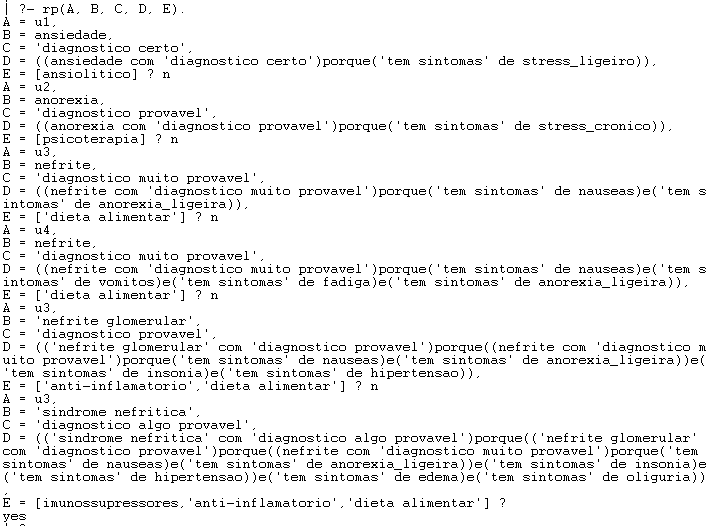 | ?- rp(A, B, C, D, E).
A = u1,
B = ansiedade,
C = 'diagnostico certo',
D = ((ansiedade com 'diagnostico certo')porque('tem sintomas' de stress_ligeiro)),
E = [ansiolitico] ? n
A = u2,
B = anorexia,
C = 'diagnostico provavel',
D = ((anorexia com 'diagnostico provavel')porque('tem sintomas' de stress_cronico)),
E = [psicoterapia] ? n
A = u3,
B = nefrite,
C = 'diagnostico muito provavel',
D = ((nefrite com 'diagnostico muito provavel')porque('tem sintomas' de nauseas)e('tem s
intomas' de anorexia_ligeira)),
E = ['dieta alimentar'] ? n
A = u4,
B = nefrite,
C = 'diagnostico muito provavel',
D = ((nefrite com 'diagnostico muito provavel')porque('tem sintomas' de nauseas)e('tem s
intomas' de vomitos)e('tem sintomas' de fadiga)e('tem sintomas' de anorexia_ligeira)),
E = ['dieta alimentar'] ? n
A = u3,
B = 'nefrite glomerular',
C = 'diagnostico provavel',
D = (('nefrite glomerular' com 'diagnostico provavel')porque((nefrite com 'diagnostico m
uito provavel')porque('tem sintomas' de nauseas)e('tem sintomas' de anorexia_ligeira))e(
'tem sintomas' de insonia)e('tem sintomas' de hipertensao)),
E = ['anti-inflamatorio','dieta alimentar'] ? n
A = u3,
B = 'sindrome nefritica',
C = 'diagnostico algo provavel',
D = (('sindrome nefritica' com 'diagnostico algo provavel')porque(('nefrite glomerular'
com 'diagnostico provavel')porque((nefrite com 'diagnostico muito provavel')porque('tem
sintomas' de nauseas)e('tem sintomas' de anorexia_ligeira))e('tem sintomas' de insonia)e
('tem sintomas' de hipertensao))e('tem sintomas' de edema)e('tem sintomas' de oliguria))
,
E = [imunossupressores,'anti-inflamatorio','dieta alimentar'] ?
yes